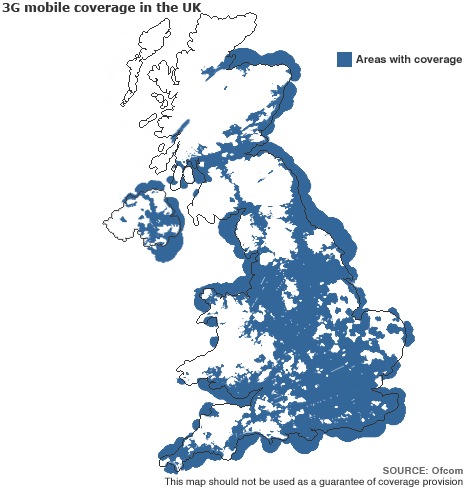 3G mobile coverage in the UK
Areas with coverage
SOURCE: Ofcom
This map should not be used as a guarantee of coverage provision